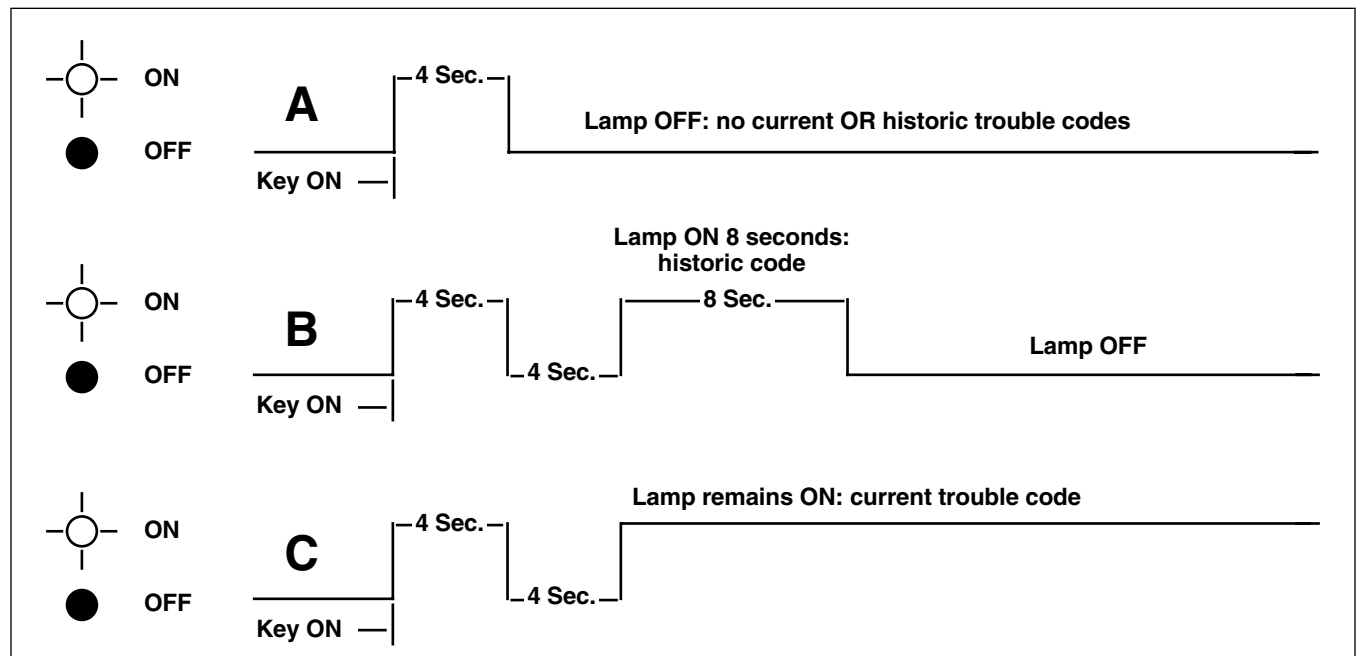 ON
A
4 Sec.
Lamp OFF: no current OR historic trouble codes
OFF
Key ON
Lamp ON 8 seconds:
historic code
ON
B
4 Sec.
8 Sec.
Lamp OFF
OFF
4 Sec.
Key ON
Lamp remains ON: current trouble code
ON
C
4 Sec.
OFF
4 Sec.
Key ON